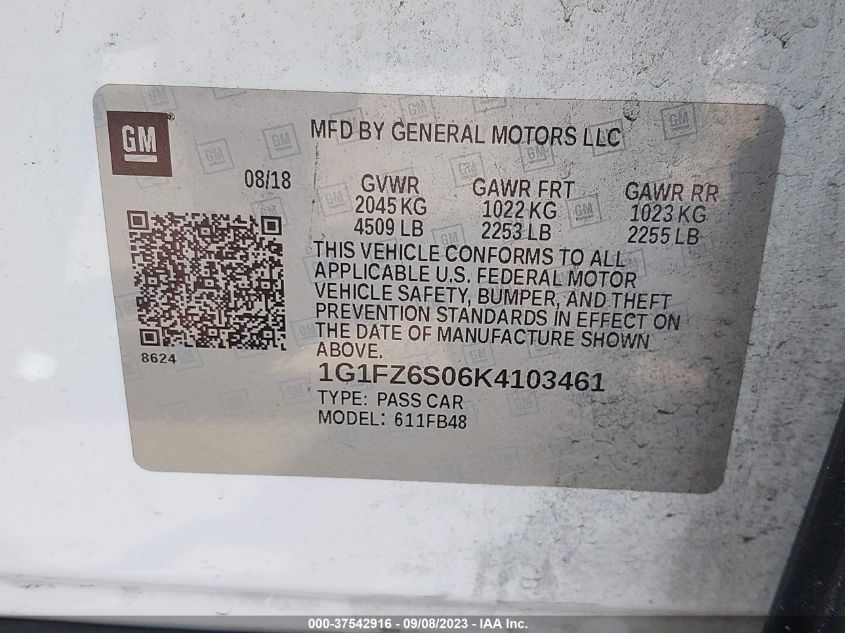 GM
MFD BY GENERAL MOTORS LLC
08/18
GVWR GAWR FRT GAWR RR
2045 KG 1022 KG 1023 KG
4509 LB 2253 LB 2255 LB
THIS VEHICLE CONFORMS TO ALL
APPLICABLE U.S. FEDERAL MOTOR
VEHICLE SAFETY, BUMPER, AND THEFT
PREVENTION STANDARDS IN EFFECT ON
THE DATE OF MANUFACTURE SHOWN
ABOVE.
8624
1G1FZ6S06K4103461
TYPE: PASS CAR
MODEL: 611FB48
000-37542916 - 09/08/2023 - IAA Inc.